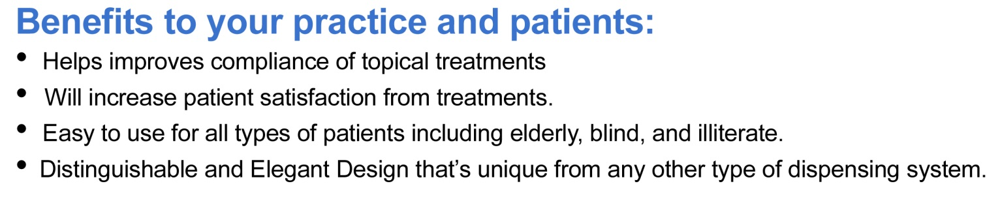 Benefits to your practice and patients:
• Helps improves compliance of topical treatments
• Will increase patient satisfaction from treatments.
• Easy to use for all types of patients including elderly, blind, and illiterate.
• Distinguishable and Elegant Design that’s unique from any other type of dispensing system.